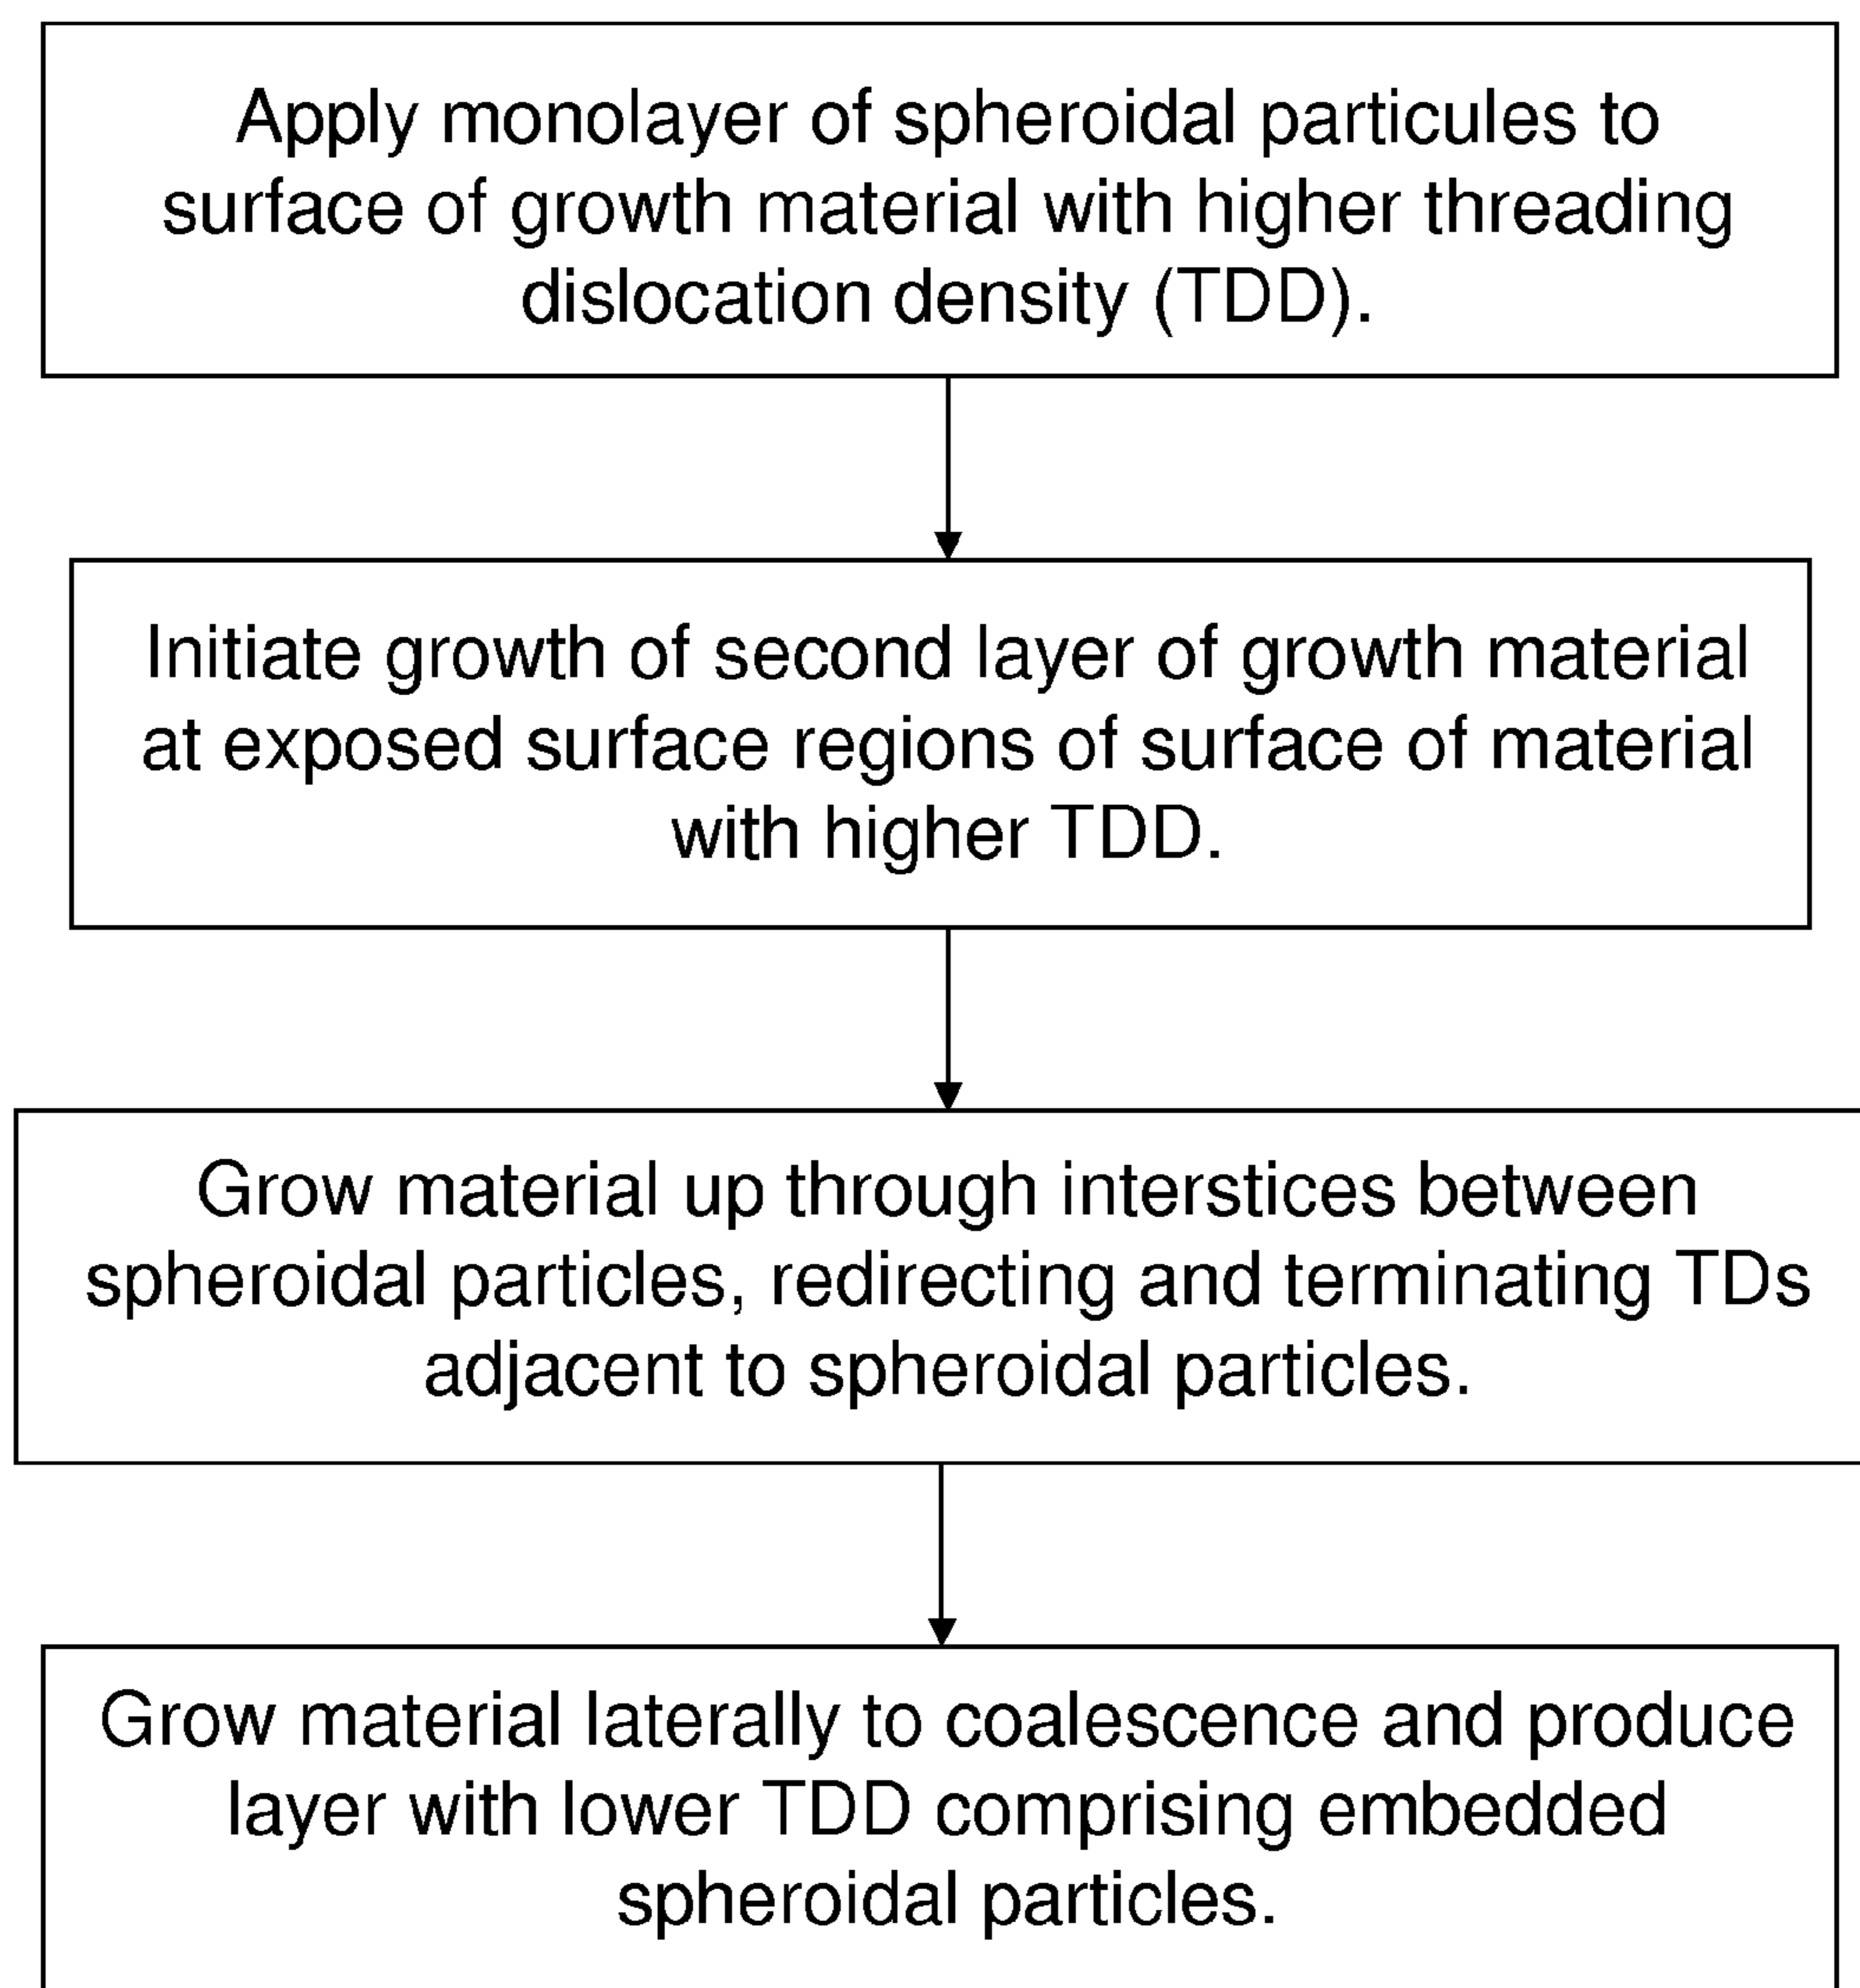 Apply monolayer of spheroidal particules to
surface of growth material with higher threading
dislocation density (TDD).
Initiate growth of second layer of growth material
at exposed surface regions of surface of material
with higher TDD.
Grow material up through interstices between
spheroidal particles, redirecting and terminating TDs
adjacent to spheroidal particles.
Grow material laterally to coalescence and produce
layer with lower TDD comprising embedded
spheroidal particles.